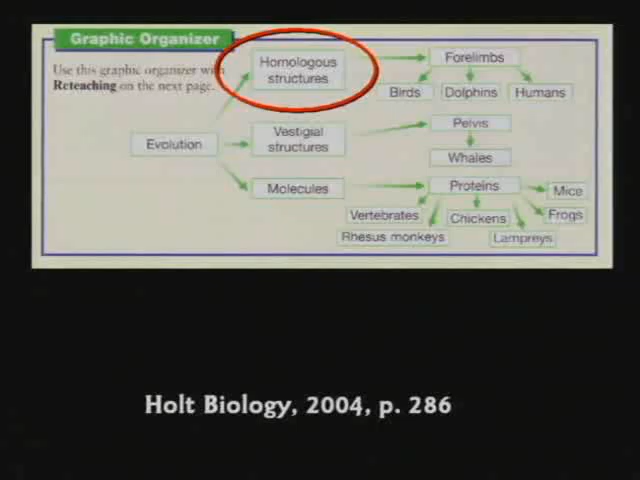 Graphic Organizer
Use this graphic organizer with
Reteaching on the next page.
Homologous
structures
Forelimbs
Birds
Dolphins
Humans
Evolution
Vestigial
structures
Pelvis
Whales
Molecules
Proteins
Mice
Vertebrates
Chickens
Frogs
Rhesus monkeys
Lampreys
Holt Biology, 2004, p. 286